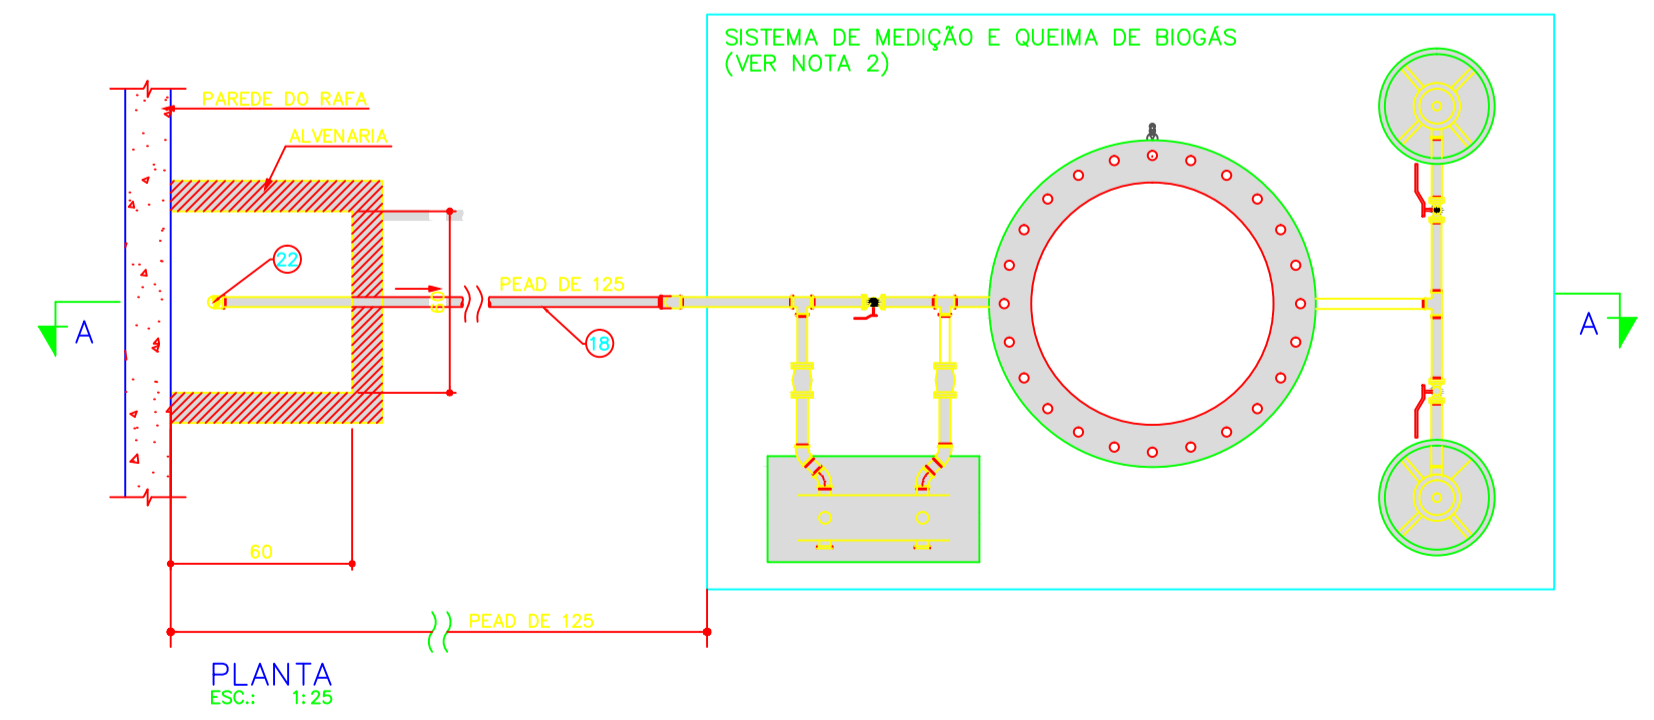 SISTEMA DE MEDIÇÃO E QUEIMA DE BIOGÁS
(VER NOTA 2)
PAREDE DO RAFA
ALVENARIA
22
PEAD DE 125
60
18
A
A
60
PEAD DE 125
PLANTA
ESC.: 1:25